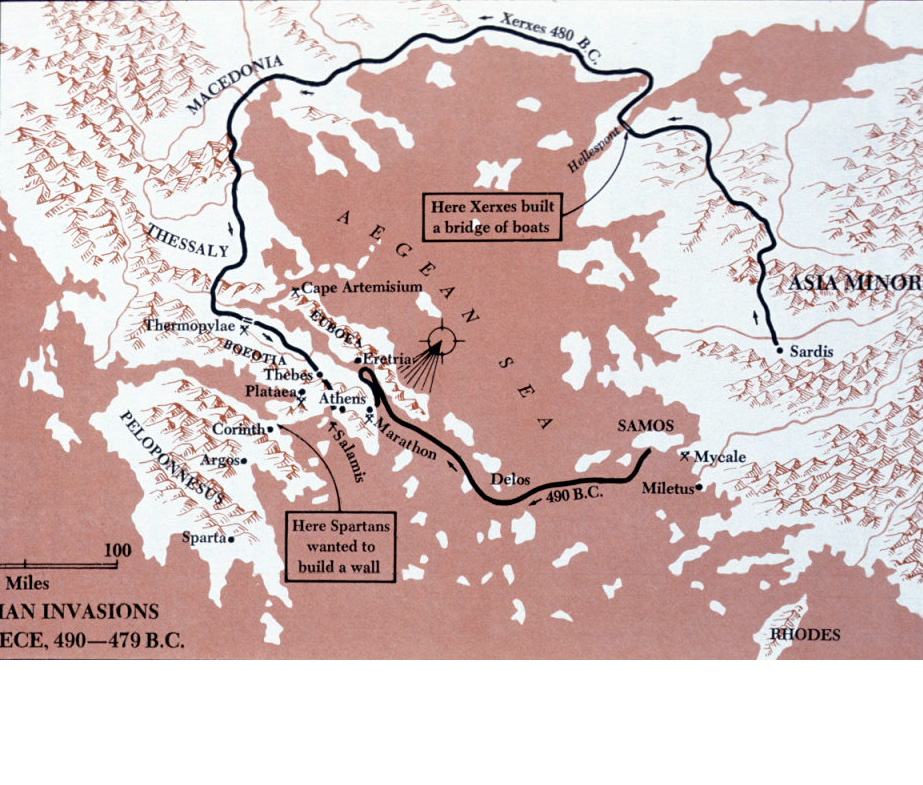 Xerxes 480 B.C.
MACEDONIA
Hellespont
Here Xerxes built
a bridge of boats
AEGEAN SEA
THESSALY
ASIA MINOR
Cape Artemisium
Thermopylae
EUBOEA
BOEOTIA
Sardis
Eretria
Thebes
Plataea
Athens
Marathon
Corinth
Salamis
PELOPONNESUS
SAMOS
Argos
Mycale
Delos
Miletus
490 B.C.
Here Spartans
wanted to
build a wall
Sparta
100
Miles
IAN INVASIONS
ECE, 490—479 B.C.
RHODES